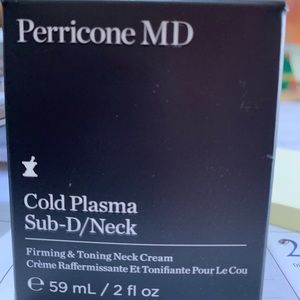 Perricone MD
Cold Plasma
Sub-D/Neck
Firming & Toning Neck Cream
Crème Raffermissante Et Tonifiante Pour Le Cou
℮ 59 mL / 2 fl oz